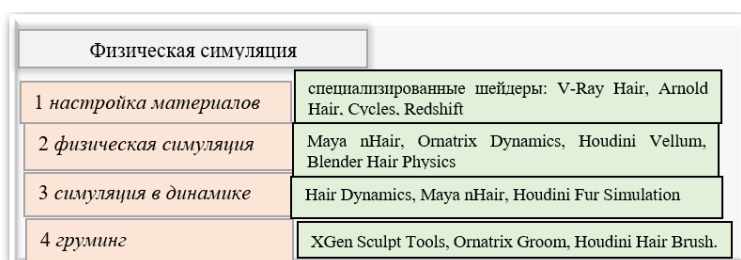 Физическая симуляция
1 настройка материалов
специализированные шейдеры: V-Ray Hair, Arnold
Hair, Cycles, Redshift
2 физическая симуляция
Maya nHair, Ornatrix Dynamics, Houdini Vellum,
Blender Hair Physics
3 симуляция в динамике
Hair Dynamics, Maya nHair, Houdini Fur Simulation
4 груминг
XGen Sculpt Tools, Ornatrix Groom, Houdini Hair Brush.